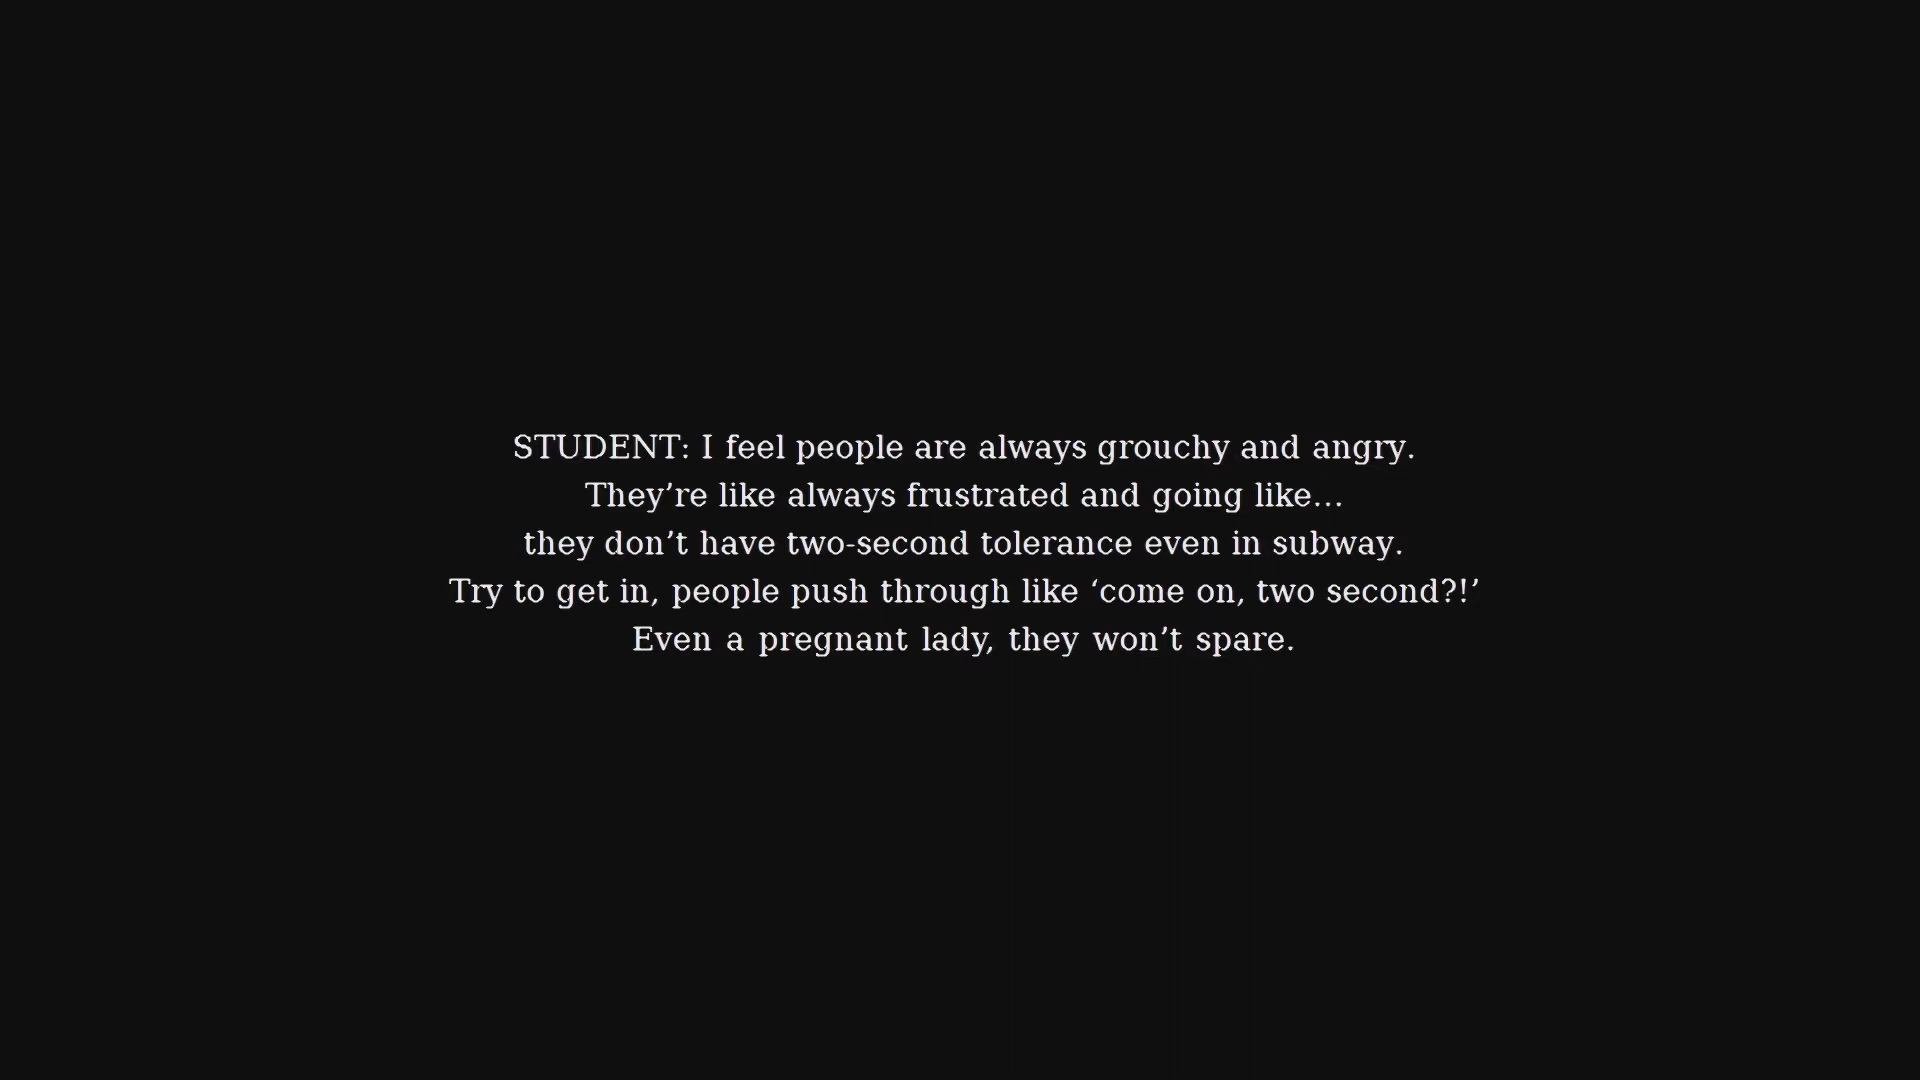 STUDENT: I feel people are always grouchy and angry.
They’re like always frustrated and going like…
they don’t have two-second tolerance even in subway.
Try to get in, people push through like ‘come on, two second?!’
Even a pregnant lady, they won’t spare.